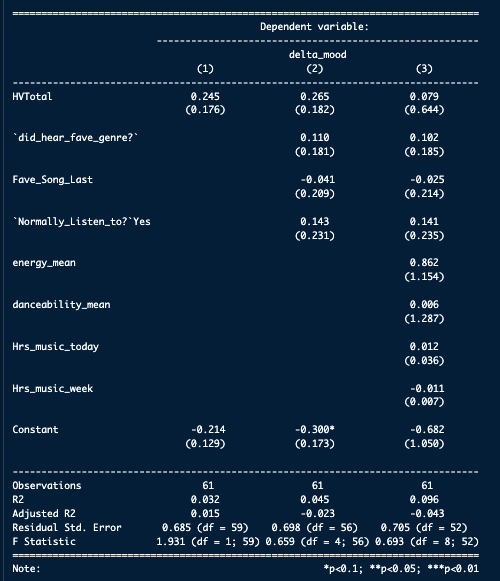 ================================================================================
Dependent variable:
--------------------------------------------------------
delta_mood
(1) (2) (3)
--------------------------------------------------------------------------------
HVTotal 0.245 0.265 0.079
(0.176) (0.182) (0.644)
`did_hear_fave_genre?` 0.110 0.102
(0.181) (0.185)
Fave_Song_Last -0.041 -0.025
(0.209) (0.214)
`Normally_Listen_to?`Yes 0.143 0.141
(0.231) (0.235)
energy_mean 0.862
(1.154)
danceability_mean 0.006
(1.287)
Hrs_music_today 0.012
(0.036)
Hrs_music_week -0.011
(0.007)
Constant -0.214 -0.300* -0.682
(0.129) (0.173) (1.050)
--------------------------------------------------------------------------------
Observations 61 61 61
R2 0.032 0.045 0.096
Adjusted R2 0.015 -0.023 -0.043
Residual Std. Error 0.685 (df = 59) 0.698 (df = 56) 0.705 (df = 52)
F Statistic 1.931 (df = 1; 59) 0.659 (df = 4; 56) 0.693 (df = 8; 52)
================================================================================
Note: *p<0.1; **p<0.05; ***p<0.01